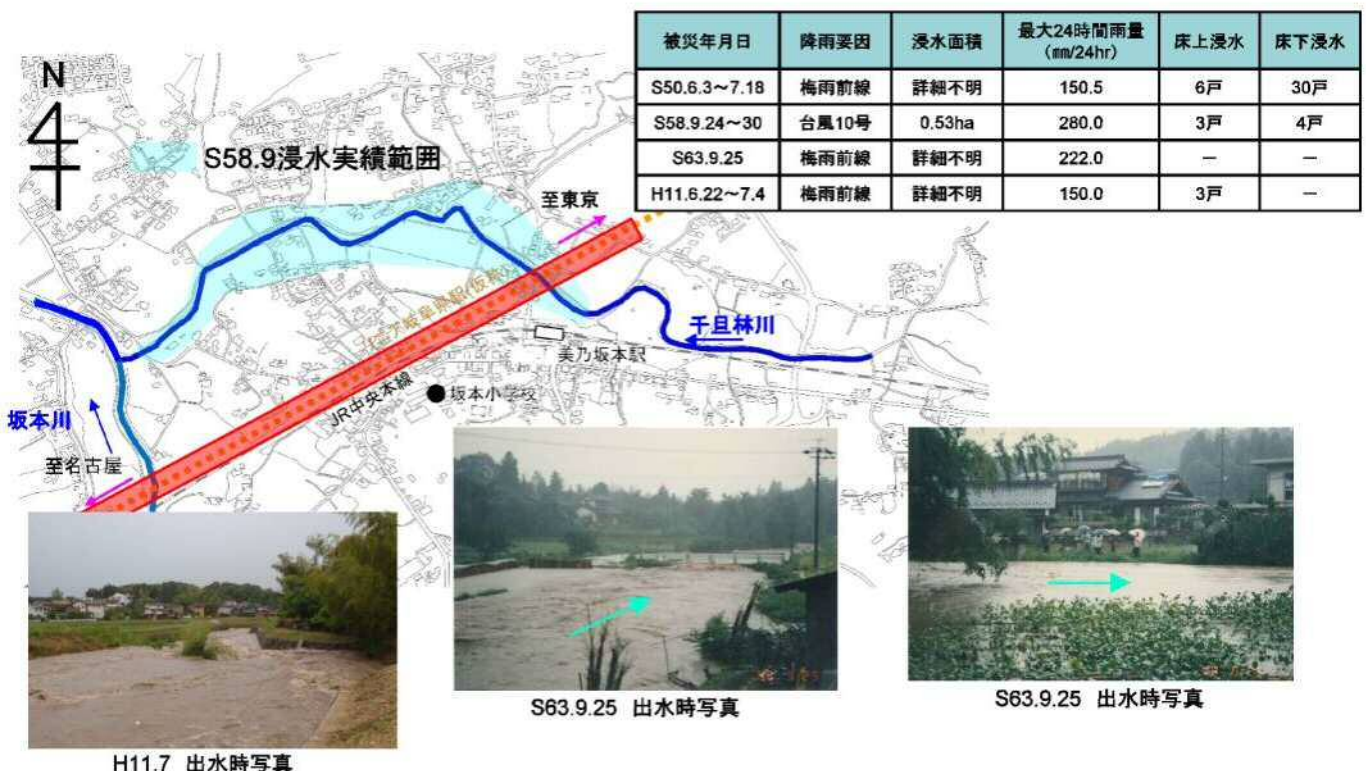 被災年月日 降雨要因 浸水面積 最大24時間雨量(㎜/24hr) 床上浸水 床下浸水
S50.6.3～7.18 梅雨前線 詳細不明 150.5 6戸 30戸
S58.9.24～30 台風10号 0.53ha 280.0 3戸 4戸
S63.9.25 梅雨前線 詳細不明 222.0 － －
H11.6.22～7.4 梅雨前線 詳細不明 150.0 3戸 －
N
S58.9浸水実績範囲
至東京
千旦林川
美乃坂本駅
JR中央本線
坂本小学校
坂本川
至名古屋
H11.7 出水時写真
S63.9.25 出水時写真
S63.9.25 出水時写真